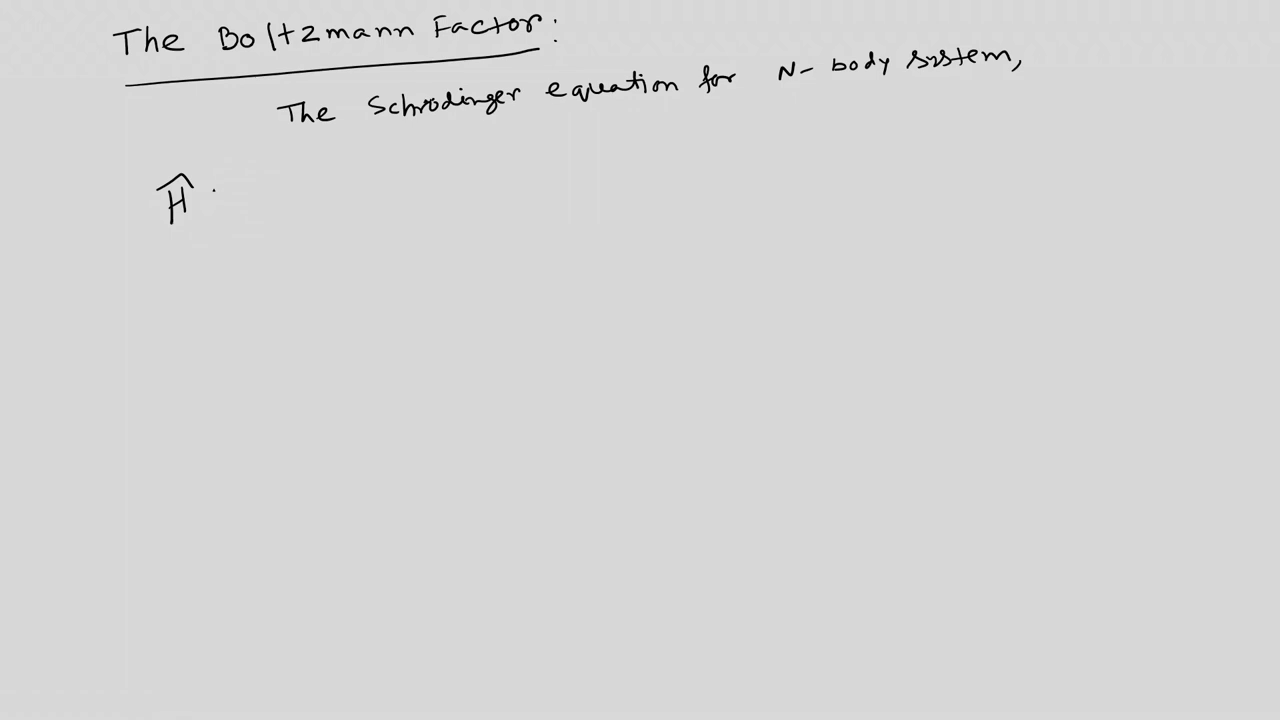 The Boltzmann Factor:
The Schrodinger equation for N-body system,
Ĥ